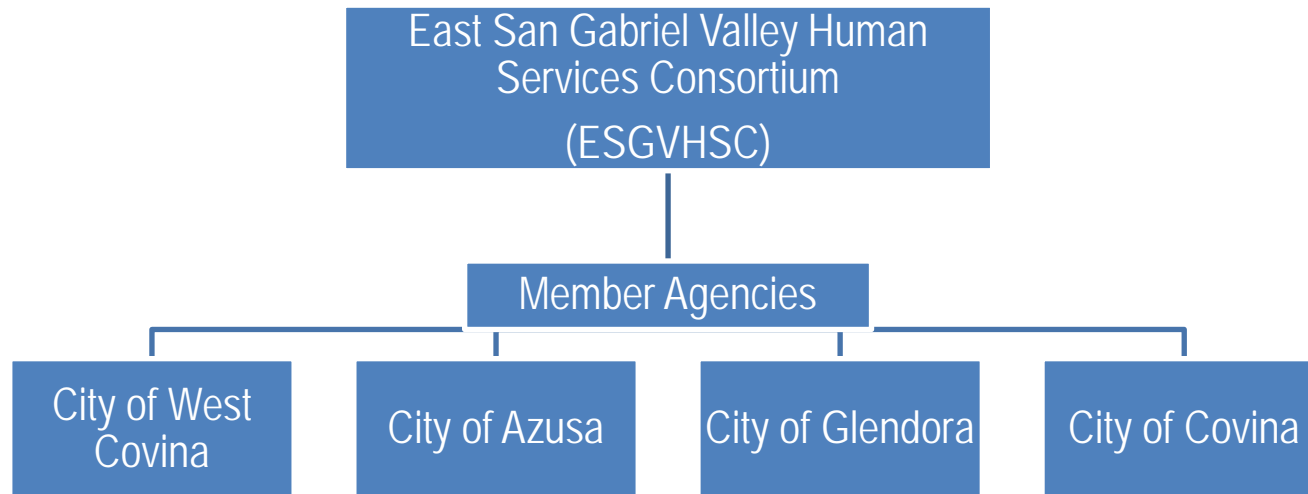 East San Gabriel Valley Human
Services Consortium
(ESGVHSC)
Member Agencies
City of West
Covina
City of Azusa
City of Glendora
City of Covina